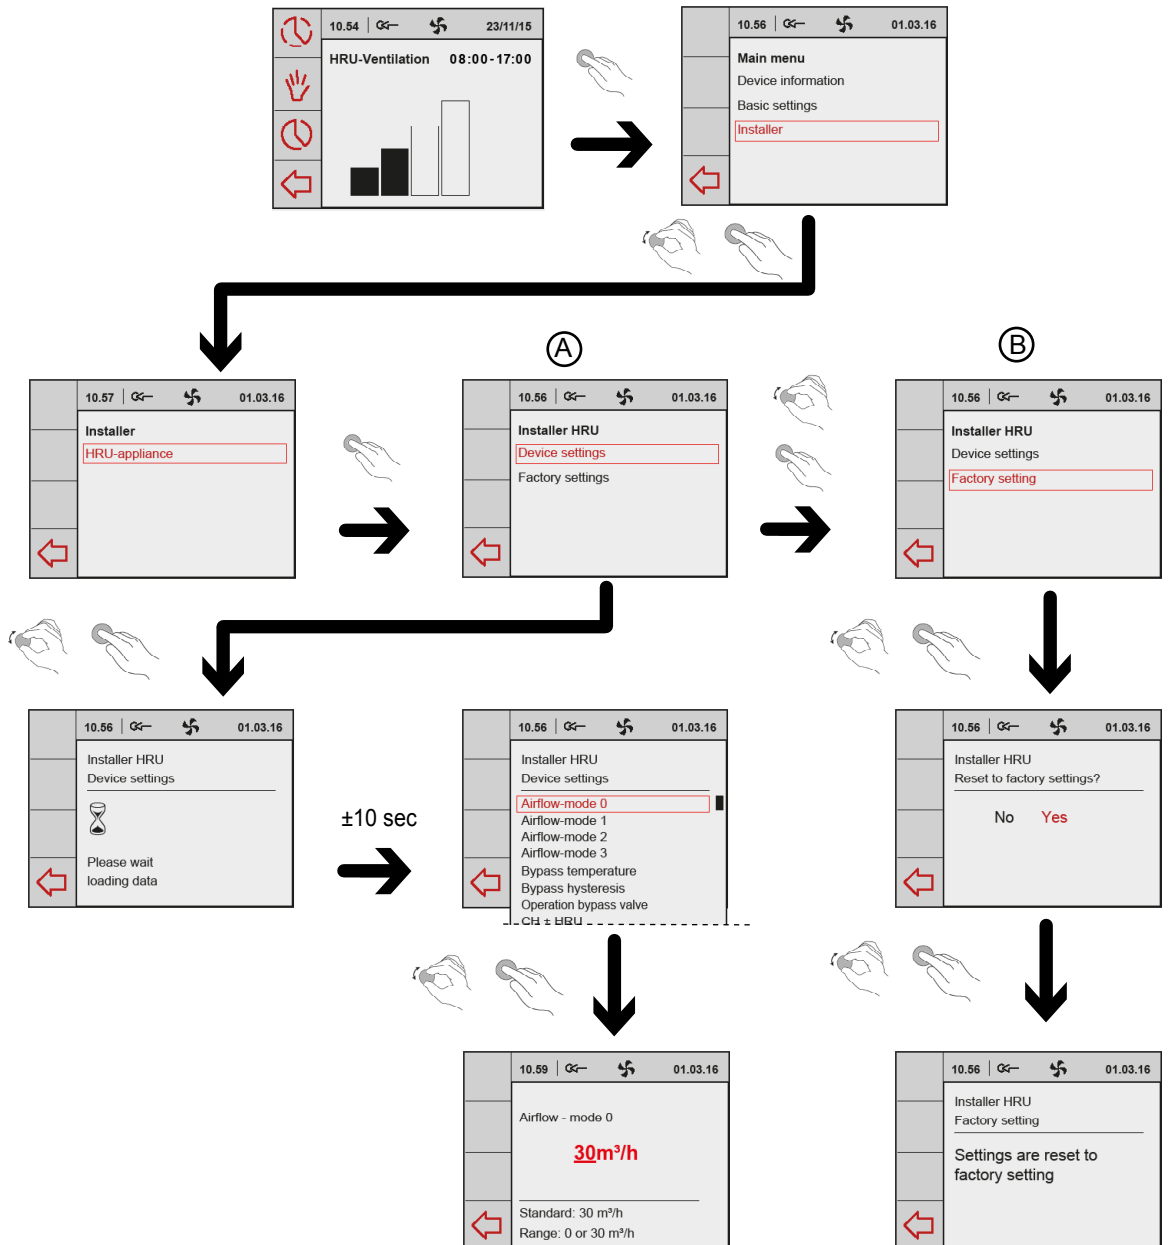 10.54 23/11/15
HRU-Ventilation 08:00-17:00
10.56 01.03.16
Main menu
Device information
Basic settings
Installer
A
B
10.57 01.03.16
Installer
HRU-appliance
10.56 01.03.16
Installer HRU
Device settings
Factory settings
10.56 01.03.16
Installer HRU
Device settings
Factory setting
10.56 01.03.16
Installer HRU
Device settings
Please wait
loading data
±10 sec
10.56 01.03.16
Installer HRU
Device settings
Airflow-mode 0
Airflow-mode 1
Airflow-mode 2
Airflow-mode 3
Bypass temperature
Bypass hysteresis
Operation bypass valve
CH ± HRU
10.56 01.03.16
Installer HRU
Reset to factory settings?
No Yes
10.59 01.03.16
Airflow - mode 0
30m³/h
Standard: 30 m³/h
Range: 0 or 30 m³/h
10.56 01.03.16
Installer HRU
Factory setting
Settings are reset to
factory setting